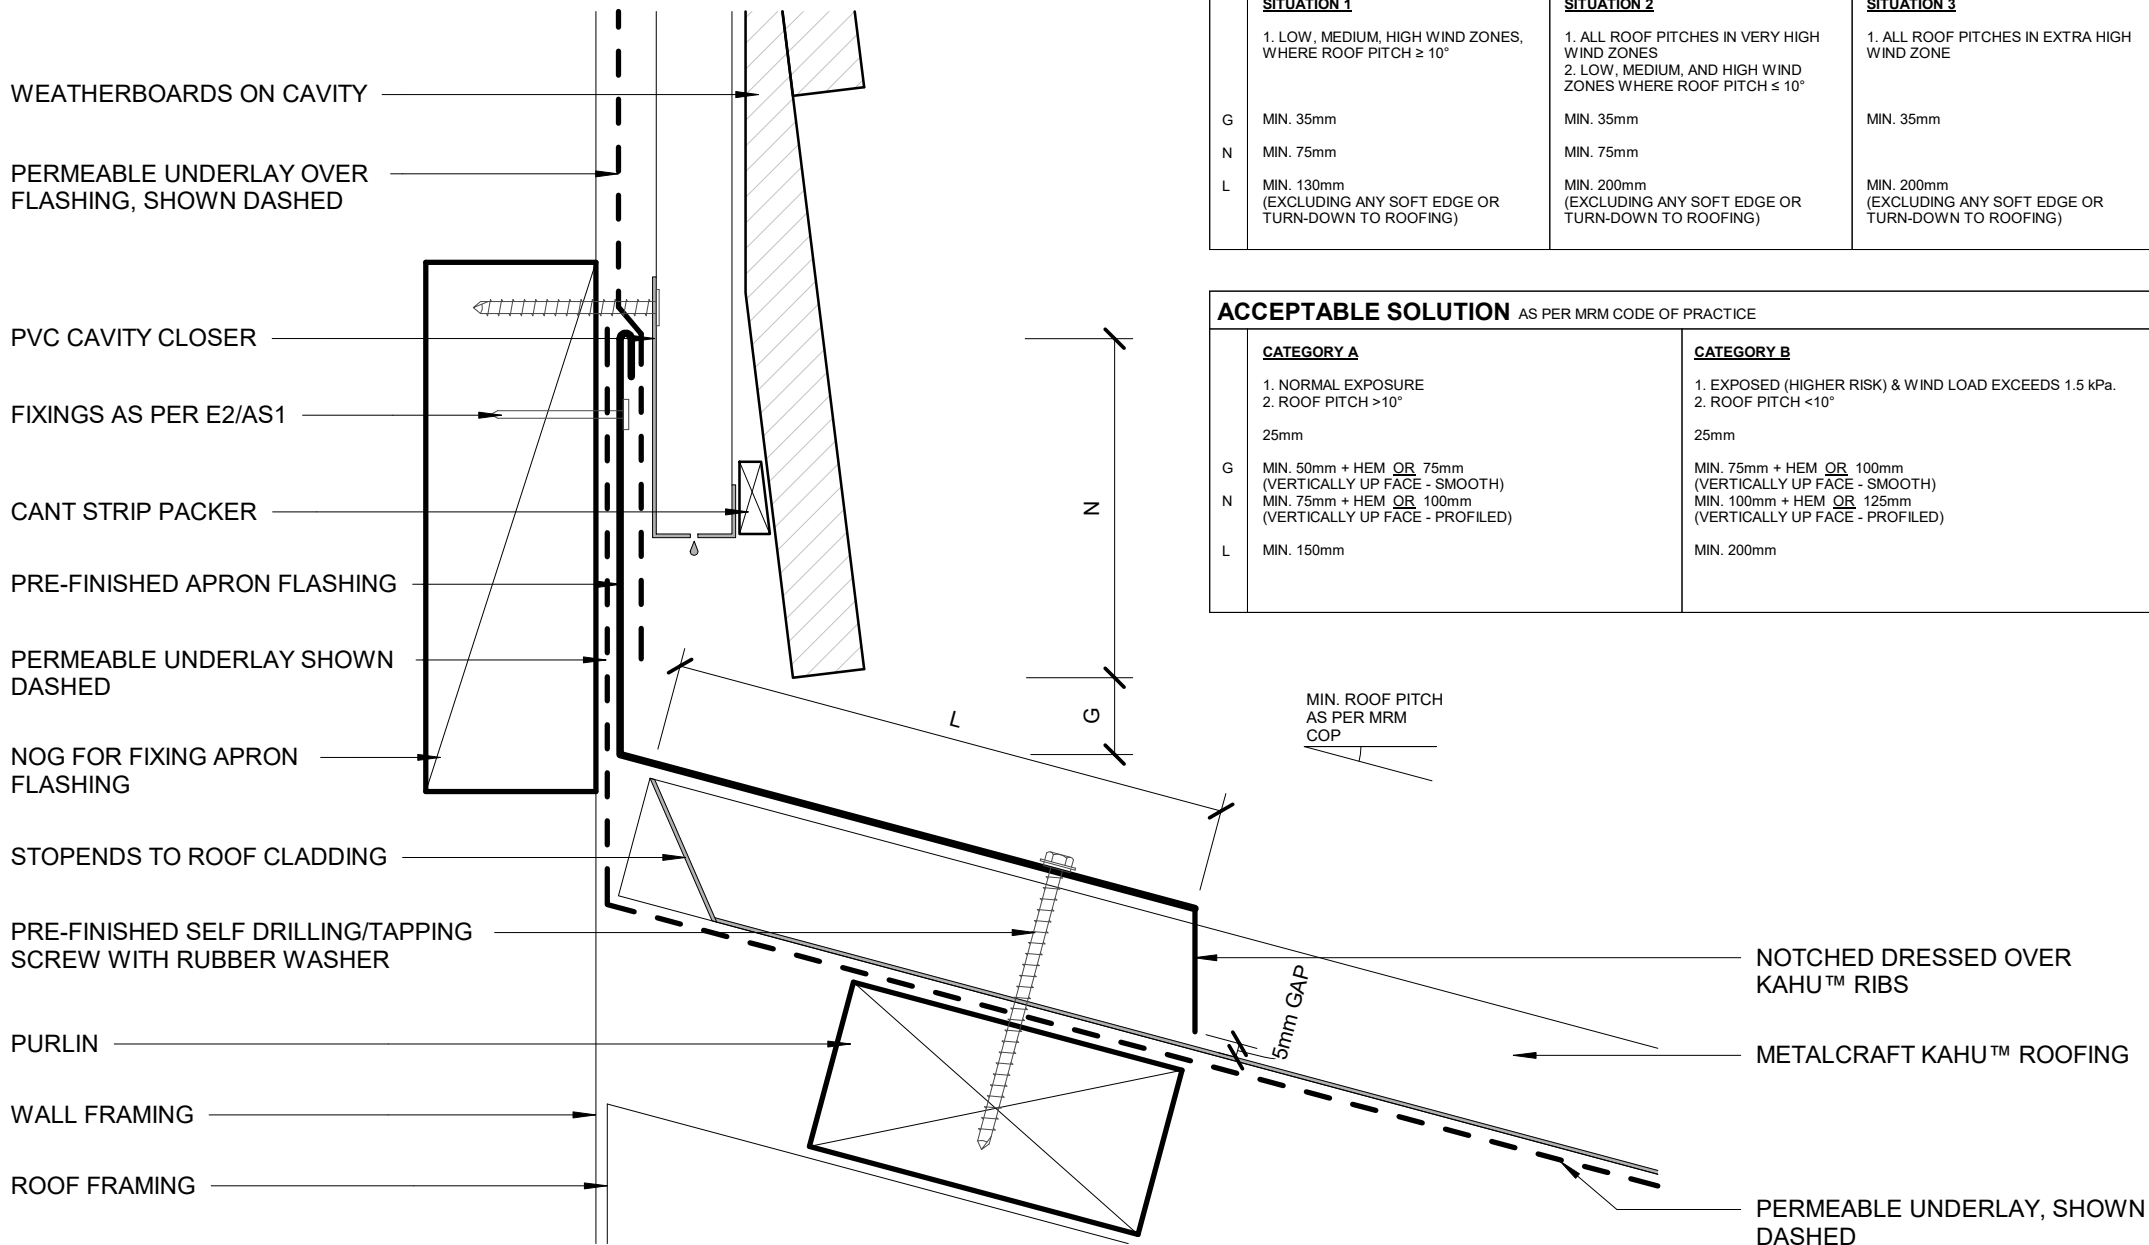 WEATHERBOARDS ON CAVITY
PERMEABLE UNDERLAY OVER
FLASHING, SHOWN DASHED
PVC CAVITY CLOSER
FIXINGS AS PER E2/AS1
CANT STRIP PACKER
PRE-FINISHED APRON FLASHING
PERMEABLE UNDERLAY SHOWN
DASHED
NOG FOR FIXING APRON
FLASHING
STOPENDS TO ROOF CLADDING
PRE-FINISHED SELF DRILLING/TAPPING
SCREW WITH RUBBER WASHER
PURLIN
WALL FRAMING
ROOF FRAMING
N
G
L
5mm GAP
SITUATION 1
1. LOW, MEDIUM, HIGH WIND ZONES,
WHERE ROOF PITCH ≥ 10°
SITUATION 2
1. ALL ROOF PITCHES IN VERY HIGH
WIND ZONES
2. LOW, MEDIUM, AND HIGH WIND
ZONES WHERE ROOF PITCH ≤ 10°
SITUATION 3
1. ALL ROOF PITCHES IN EXTRA HIGH
WIND ZONE
G MIN. 35mm MIN. 35mm MIN. 35mm
N MIN. 75mm MIN. 75mm
L MIN. 130mm MIN. 200mm MIN. 200mm
(EXCLUDING ANY SOFT EDGE OR (EXCLUDING ANY SOFT EDGE OR (EXCLUDING ANY SOFT EDGE OR
TURN-DOWN TO ROOFING) TURN-DOWN TO ROOFING) TURN-DOWN TO ROOFING)
ACCEPTABLE SOLUTION AS PER MRM CODE OF PRACTICE
CATEGORY A
1. NORMAL EXPOSURE
2. ROOF PITCH >10°
25mm
G MIN. 50mm + HEM OR 75mm
(VERTICALLY UP FACE - SMOOTH)
N MIN. 75mm + HEM OR 100mm
(VERTICALLY UP FACE - PROFILED)
L MIN. 150mm
CATEGORY B
1. EXPOSED (HIGHER RISK) & WIND LOAD EXCEEDS 1.5 kPa.
2. ROOF PITCH <10°
25mm
MIN. 75mm + HEM OR 100mm
(VERTICALLY UP FACE - SMOOTH)
MIN. 100mm + HEM OR 125mm
(VERTICALLY UP FACE - PROFILED)
MIN. 200mm
MIN. ROOF PITCH
AS PER MRM
COP
NOTCHED DRESSED OVER
KAHU™ RIBS
METALCRAFT KAHU™ ROOFING
PERMEABLE UNDERLAY, SHOWN
DASHED